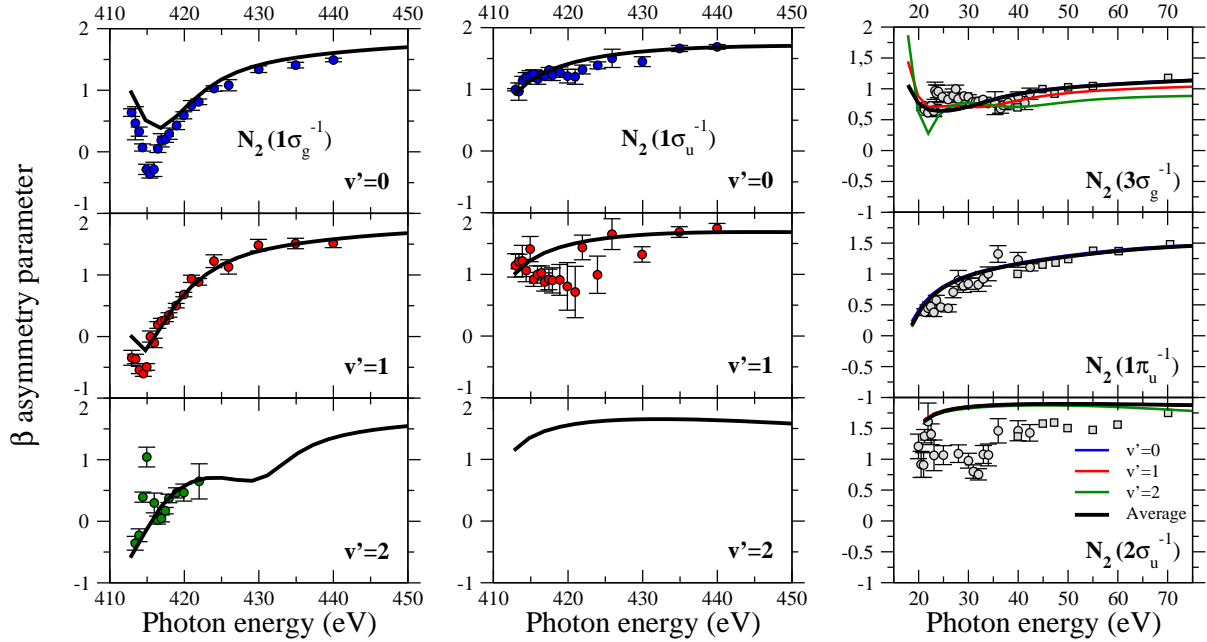 410 420 430 440 450
410 420 430 440 450
20 30 40 50 60 70
β asymmetry parameter
2
1
0
-1
N₂ (1σg⁻¹)
v'=0
2
1
0
-1
v'=1
2
1
0
-1
v'=2
410 420 430 440 450
Photon energy (eV)
2
1
0
-1
N₂ (1σu⁻¹)
v'=0
2
1
0
-1
v'=1
2
1
0
-1
v'=2
410 420 430 440 450
Photon energy (eV)
2
1.5
1
0.5
0
-0,5
-1
N₂ (3σg⁻¹)
1.5
1
0.5
0
-0.5
-1
N₂ (1πu⁻¹)
1.5
1
0.5
0
-0.5
-1
v'=0
v'=1
v'=2
Average
N₂ (2σu⁻¹)
20 30 40 50 60 70
Photon energy (eV)